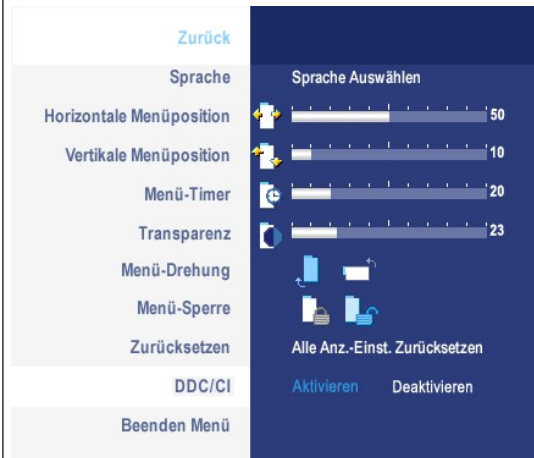 Zurück
Sprache Sprache Auswählen
Horizontale Menüposition 50
Vertikale Menüposition 10
Menü-Timer 20
Transparenz 23
Menü-Drehung
Menü-Sperre
Zurücksetzen Alle Anz.-Einst. Zurücksetzen
DDC/CI Aktivieren Deaktivieren
Beenden Menü